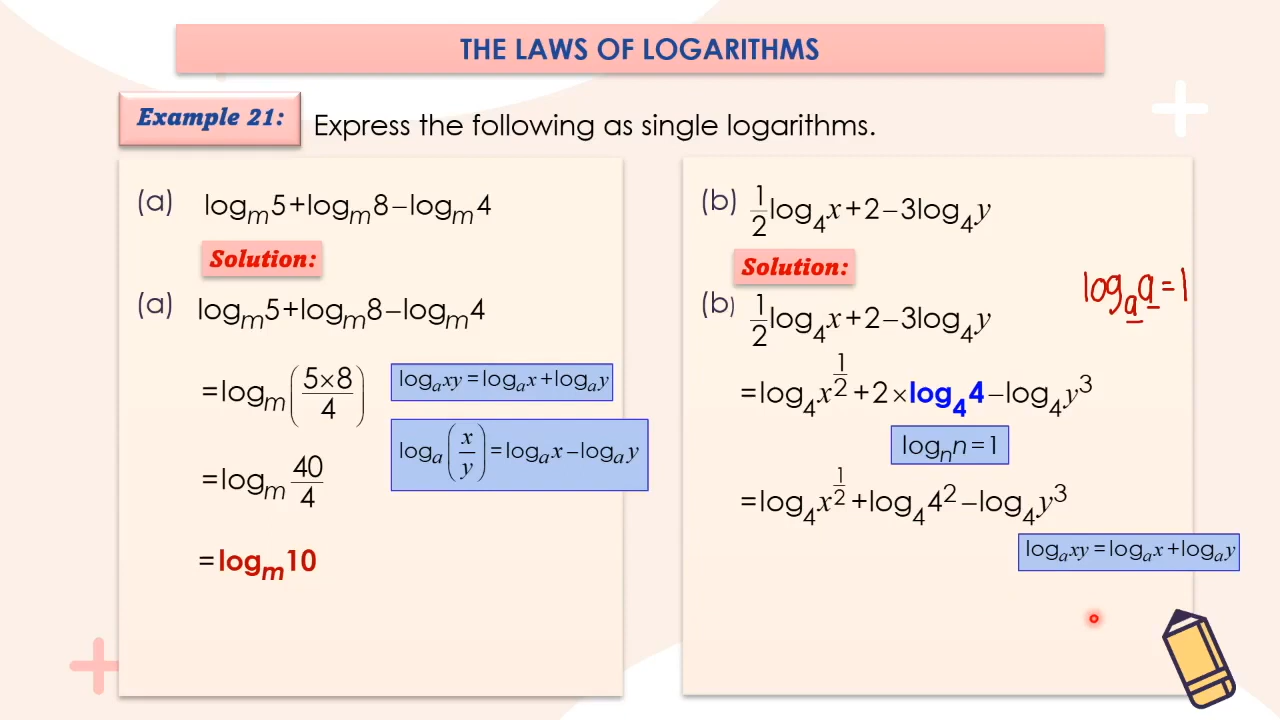 THE LAWS OF LOGARITHMS
Example 21:
Express the following as single logarithms.
(a) logₘ5+logₘ8−logₘ4
Solution:
(a) logₘ5+logₘ8−logₘ4
=logₘ((5×8)/4)
logₐxy=logₐx+logₐy
logₐ(x/y)=logₐx−logₐy
=logₘ 40/4
=logₘ10
(b) 1/2 log₄x+2−3log₄y
Solution:
logₐa=1
(b) 1/2 log₄x+2−3log₄y
=log₄x^(1/2)+2×log₄4−log₄y³
logₙn=1
=log₄x^(1/2)+log₄4²−log₄y³
logₐxy=logₐx+logₐy